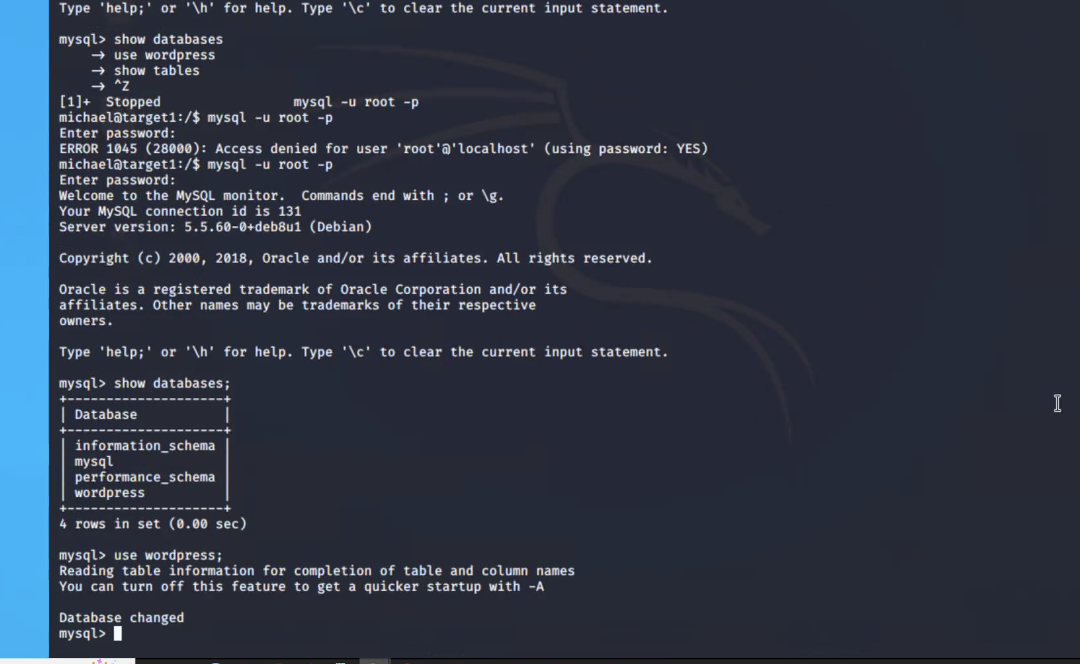 Type 'help;' or '\h' for help. Type '\c' to clear the current input statement.
mysql> show databases
    → use wordpress
    → show tables
    → ^Z
[1]+  Stopped                 mysql -u root -p
michael@target1:/$ mysql -u root -p
Enter password:
ERROR 1045 (28000): Access denied for user 'root'@'localhost' (using password: YES)
michael@target1:/$ mysql -u root -p
Enter password:
Welcome to the MySQL monitor.  Commands end with ; or \g.
Your MySQL connection id is 131
Server version: 5.5.60-0+deb8u1 (Debian)
Copyright (c) 2000, 2018, Oracle and/or its affiliates. All rights reserved.
Oracle is a registered trademark of Oracle Corporation and/or its
affiliates. Other names may be trademarks of their respective
owners.
Type 'help;' or '\h' for help. Type '\c' to clear the current input statement.
mysql> show databases;
+--------------------+
| Database           |
+--------------------+
| information_schema |
| mysql              |
| performance_schema |
| wordpress          |
+--------------------+
4 rows in set (0.00 sec)
mysql> use wordpress;
Reading table information for completion of table and column names
You can turn off this feature to get a quicker startup with -A
Database changed
mysql>